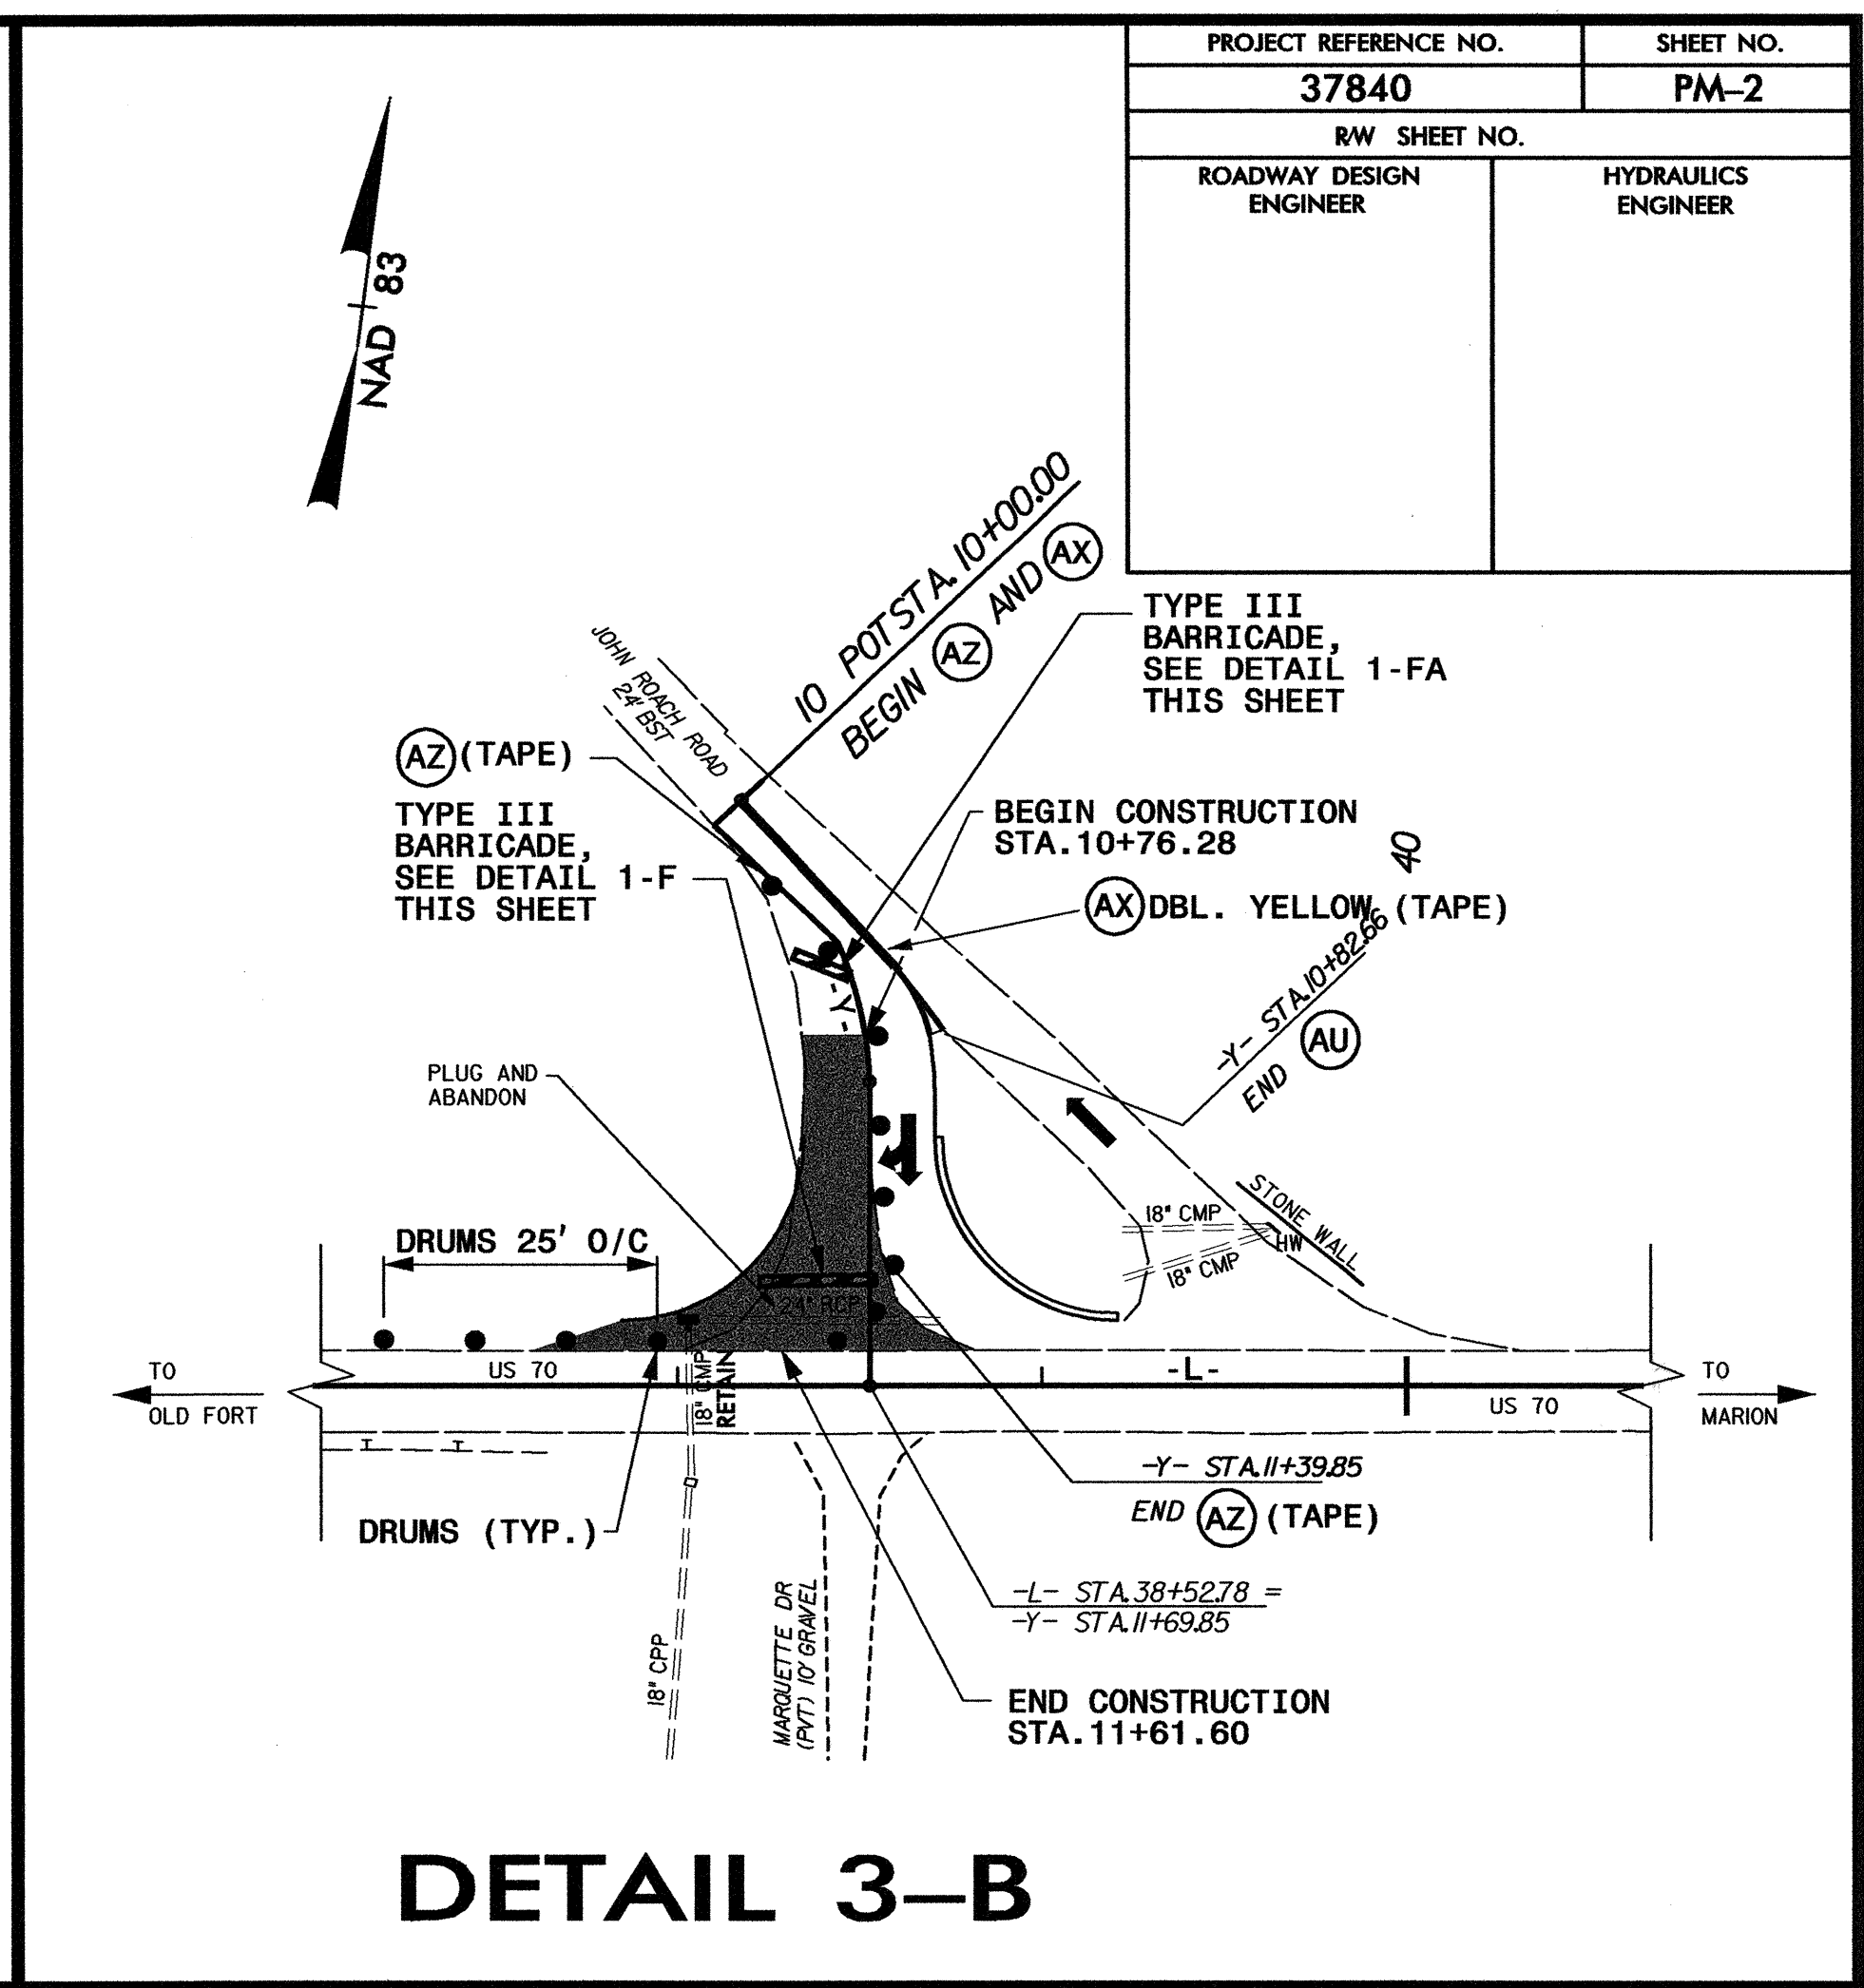 PROJECT REFERENCE NO.
SHEET NO.
37840
PM–2
R/W SHEET NO.
ROADWAY DESIGN
ENGINEER
HYDRAULICS
ENGINEER
NAD 83
10 POT STA. 10+00.00
BEGIN AZ AND AX
TYPE III
BARRICADE,
SEE DETAIL 1-FA
THIS SHEET
JOHN ROACH ROAD
24' BST
AZ (TAPE)
TYPE III
BARRICADE,
SEE DETAIL 1-F
THIS SHEET
BEGIN CONSTRUCTION
STA.10+76.28
40
AX DBL. YELLOW (TAPE)
-Y- STA.10+82.66
END AU
-Y-
PLUG AND
ABANDON
STONE WALL
18" CMP
HW
18" CMP
DRUMS 25' O/C
24" RCP
TO
OLD FORT
US 70
18" CMP
RETAIN
-L-
US 70
TO
MARION
T T
-Y- STA.11+39.85
END AZ (TAPE)
DRUMS (TYP.)
-L- STA.38+52.78 =
-Y- STA.11+69.85
18" CPP
MARQUETTE DR
(PVT) 10' GRAVEL
END CONSTRUCTION
STA.11+61.60
DETAIL 3–B